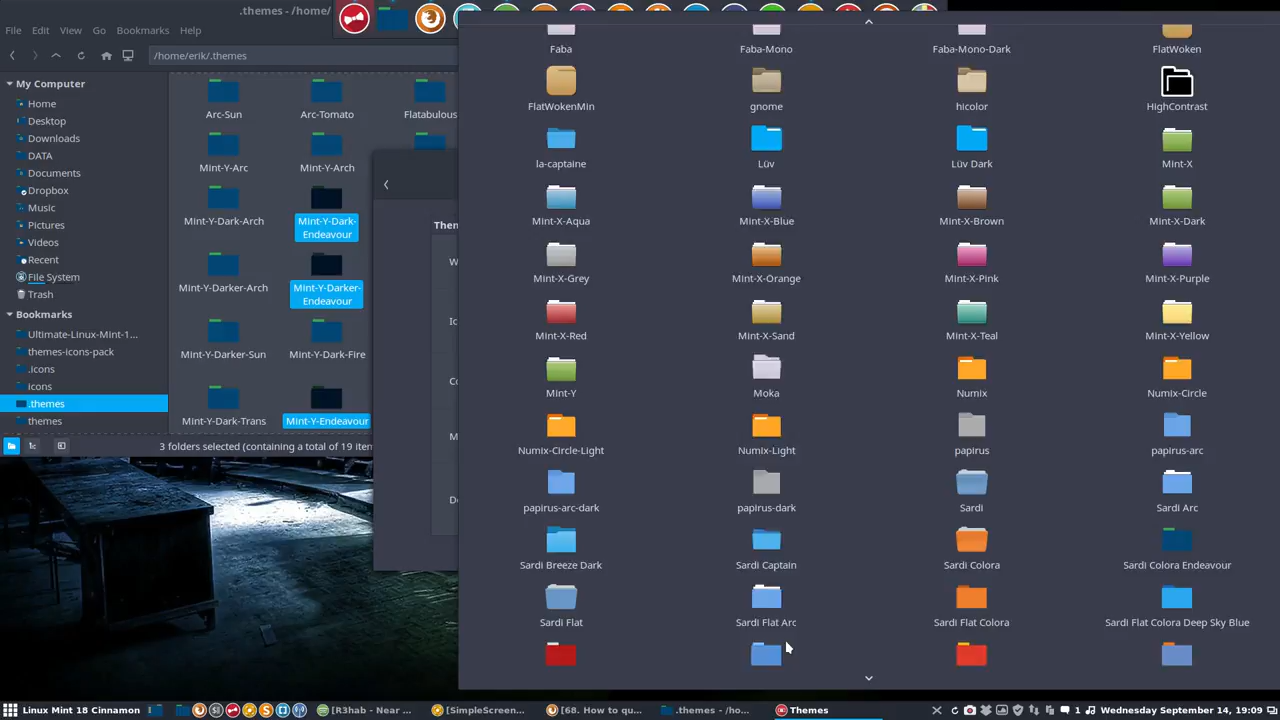 .themes - /home/
File Edit View Go Bookmarks Help
/home/erik/.themes
My Computer
Home
Desktop
Downloads
DATA
Documents
Dropbox
Music
Pictures
Videos
Recent
File System
Trash
Bookmarks
Ultimate-Linux-Mint-1...
themes-icons-pack
.icons
icons
.themes
themes
Arc-Sun Arc-Tomato Flatabulous
Mint-Y-Arc Mint-Y-Arch
Mint-Y-Dark-Arch Mint-Y-Dark-
Endeavour
Mint-Y-Darker-Arch Mint-Y-Darker-
Endeavour
Mint-Y-Darker-Sun Mint-Y-Dark-Fire
Mint-Y-Dark-Trans Mint-Y-Endeavour
3 folders selected (containing a total of 19 item
Them
W
Ic
Co
M
De
Faba Faba-Mono Faba-Mono-Dark FlatWoken
FlatWokenMin gnome hicolor HighContrast
la-captaine Lüv Lüv Dark Mint-X
Mint-X-Aqua Mint-X-Blue Mint-X-Brown Mint-X-Dark
Mint-X-Grey Mint-X-Orange Mint-X-Pink Mint-X-Purple
Mint-X-Red Mint-X-Sand Mint-X-Teal Mint-X-Yellow
Mint-Y Moka Numix Numix-Circle
Numix-Circle-Light Numix-Light papirus papirus-arc
papirus-arc-dark papirus-dark Sardi Sardi Arc
Sardi Breeze Dark Sardi Captain Sardi Colora Sardi Colora Endeavour
Sardi Flat Sardi Flat Arc Sardi Flat Colora Sardi Flat Colora Deep Sky Blue
Linux Mint 18 Cinnamon [R3hab - Near ... [SimpleScreen... [68. How to qu... .themes - /ho... Themes 1 Wednesday September 14, 19:09